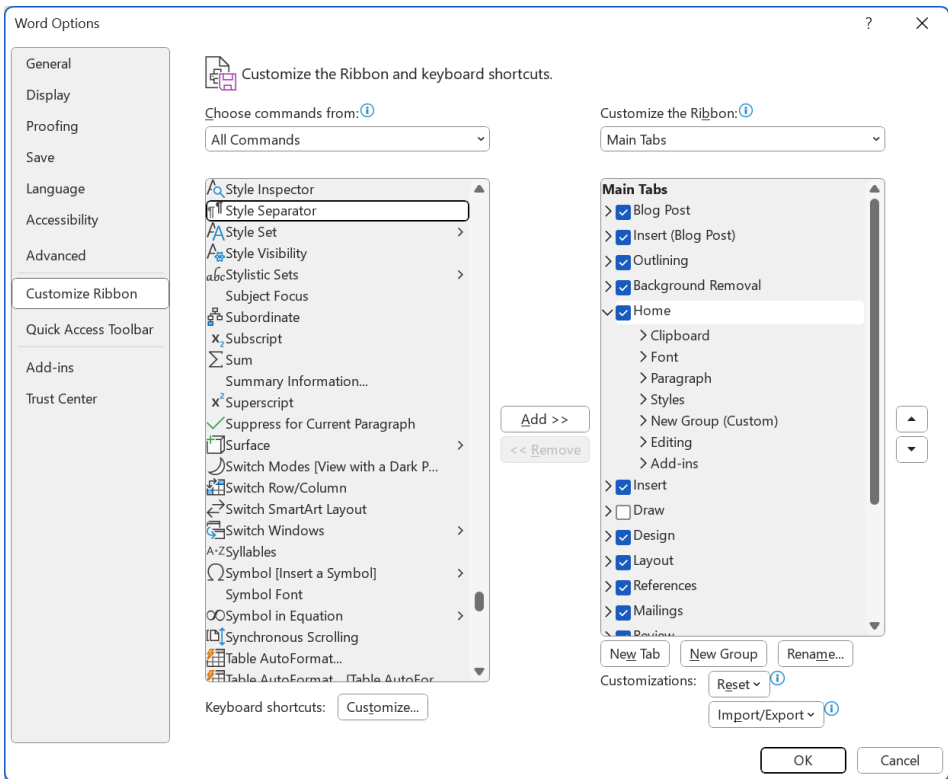 Word Options
?
General
Display
Proofing
Save
Language
Accessibility
Advanced
Customize Ribbon
Quick Access Toolbar
Add-ins
Trust Center
Customize the Ribbon and keyboard shortcuts.
Choose commands from:
All Commands
Style Inspector
Style Separator
Style Set
Style Visibility
abc Stylistic Sets
Subject Focus
Subordinate
Subscript
Sum
Summary Information...
Superscript
Suppress for Current Paragraph
Surface
Switch Modes [View with a Dark P...
Switch Row/Column
Switch SmartArt Layout
Switch Windows
A-Z Syllables
Symbol [Insert a Symbol]
Symbol Font
Symbol in Equation
Synchronous Scrolling
Table AutoFormat...
Table AutoFormat... [Table AutoFor...
Keyboard shortcuts: Customize...
Add >>
<< Remove
Customize the Ribbon:
Main Tabs
Main Tabs
Blog Post
Insert (Blog Post)
Outlining
Background Removal
Home
Clipboard
Font
Paragraph
Styles
New Group (Custom)
Editing
Add-ins
Insert
Draw
Design
Layout
References
Mailings
Review
New Tab New Group Rename...
Customizations: Reset
Import/Export
OK Cancel